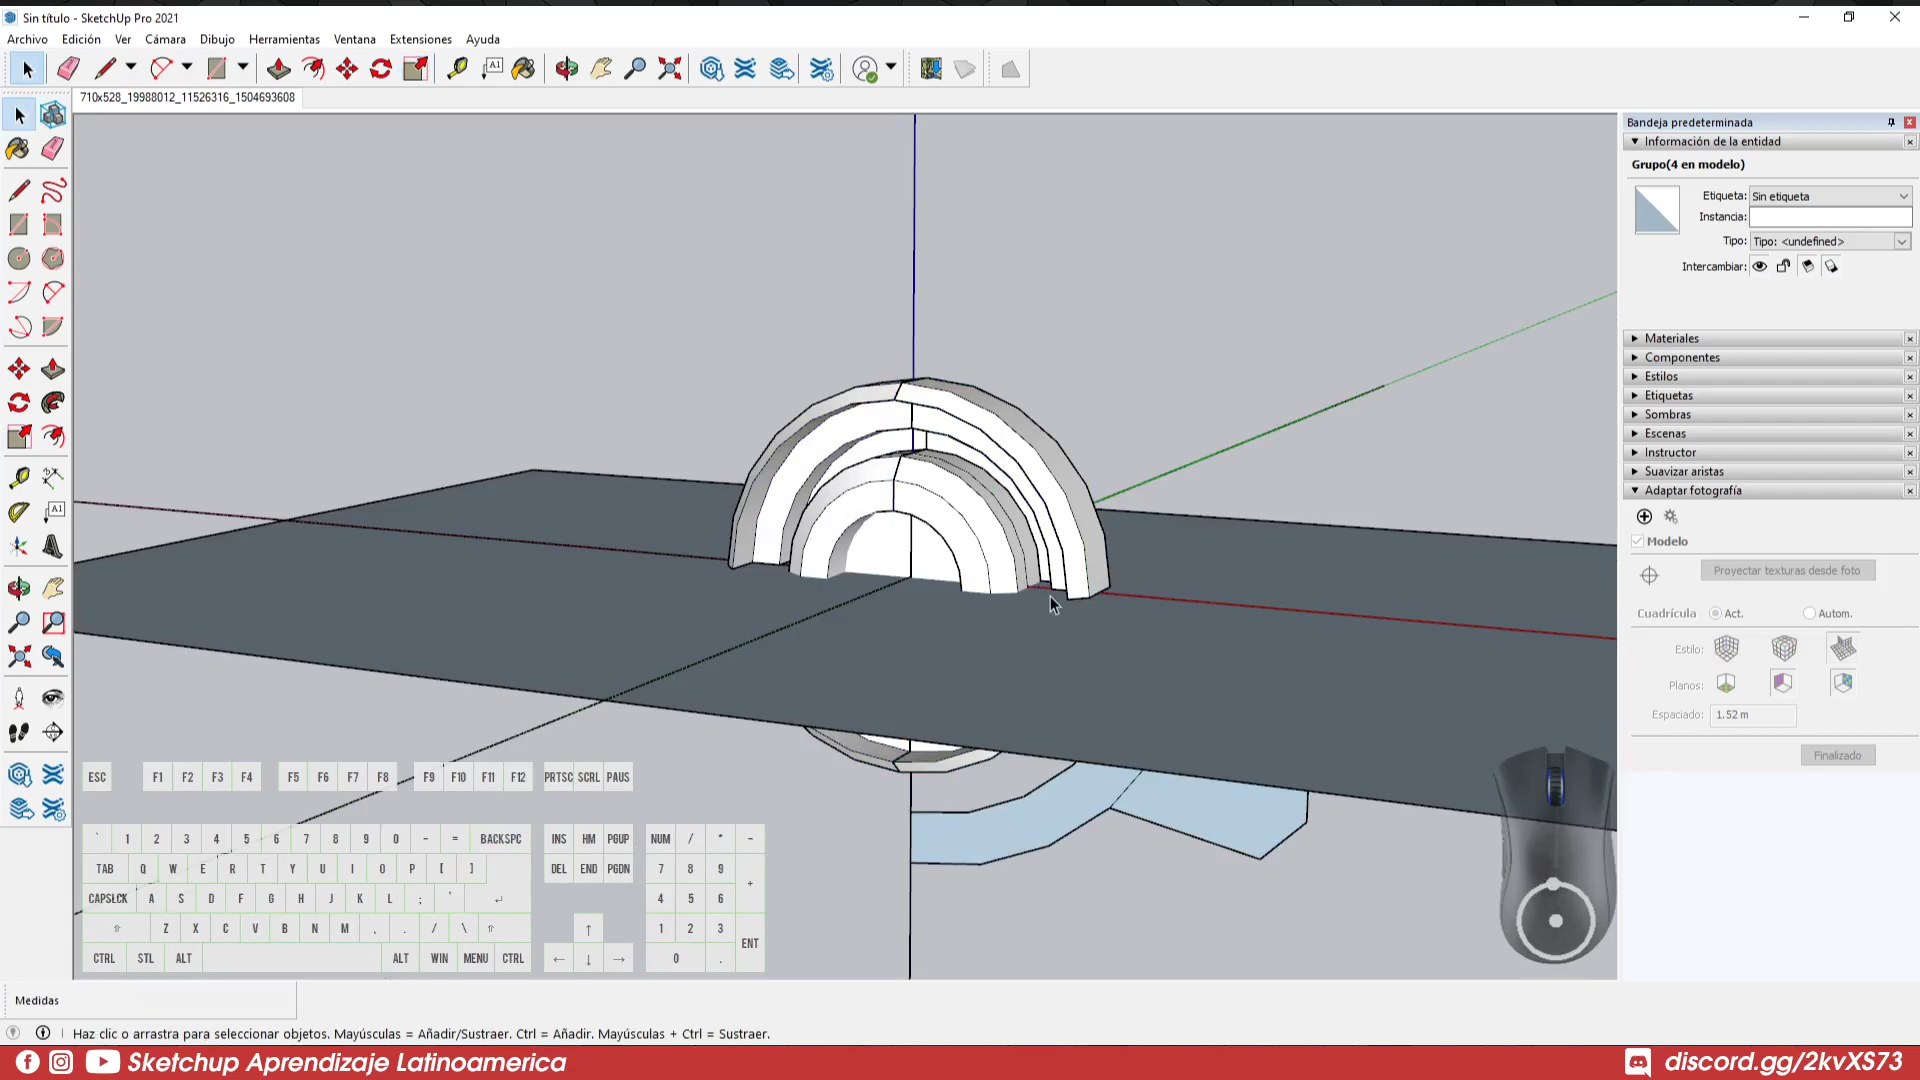 Sin título - SketchUp Pro 2021
Archivo Edición Ver Cámara Dibujo Herramientas Ventana Extensiones Ayuda
A1
710x528_19988012_11526316_1504693608
A1
Bandeja predeterminada
Información de la entidad
Grupo(4 en modelo)
Etiqueta: Sin etiqueta
Instancia:
Tipo: Tipo: <undefined>
Intercambiar:
Materiales
Componentes
Estilos
Etiquetas
Sombras
Escenas
Instructor
Suavizar aristas
Adaptar fotografía
Modelo
Proyectar texturas desde foto
Cuadrícula Act. Autom.
Estilo:
Planos:
Espaciado: 1.52 m
Finalizado
ESC F1 F2 F3 F4 F5 F6 F7 F8 F9 F10 F11 F12 PRTSC SCRL PAUS
` 1 2 3 4 5 6 7 8 9 0 - = BACKSPC INS HM PGUP NUM / * -
TAB Q W E R T Y U I O P [ ] DEL END PGDN 7 8 9 +
CAPSLCK A S D F G H J K L ; ' ↵ 4 5 6
⇧ Z X C V B N M , . / \ ⇧ ↑ 1 2 3 ENT
CTRL STL ALT ALT WIN MENU CTRL ← ↓ → 0 .
Medidas
Haz clic o arrastra para seleccionar objetos. Mayúsculas = Añadir/Sustraer. Ctrl = Añadir. Mayúsculas + Ctrl = Sustraer.
Sketchup Aprendizaje Latinoamerica
discord.gg/2kvXS73